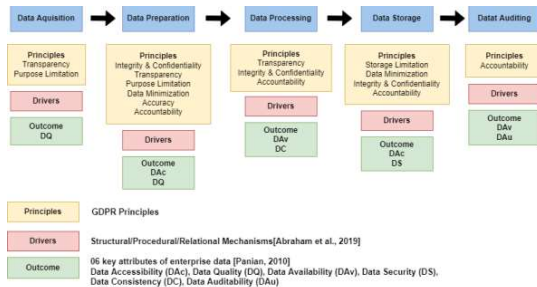 Data Aquisition
Data Preparation
Data Processing
Data Storage
Datat Auditing
Principles
Transparency
Purpose Limitation
Drivers
Outcome
DQ
Principles
Integrity & Confidentiality
Transparency
Purpose Limitation
Data Minimization
Accuracy
Accountability
Drivers
Outcome
DAc
DQ
Principles
Transparency
Integrity & Confidentiality
Accountability
Drivers
Outcome
DAv
DC
Principles
Storage Limitation
Data Minimization
Integrity & Confidentiality
Accountability
Drivers
Outcome
DAc
DS
Principles
Accountability
Drivers
Outcome
DAv
DAu
Principles
GDPR Principles
Drivers
Structural/Procedural/Relational Mechanisms[Abraham et al., 2019]
Outcome
06 key attributes of enterprise data [Panian, 2010]
Data Accessibility (DAc), Data Quality (DQ), Data Availability (DAv), Data Security (DS),
Data Consistency (DC), Data Auditability (DAu)